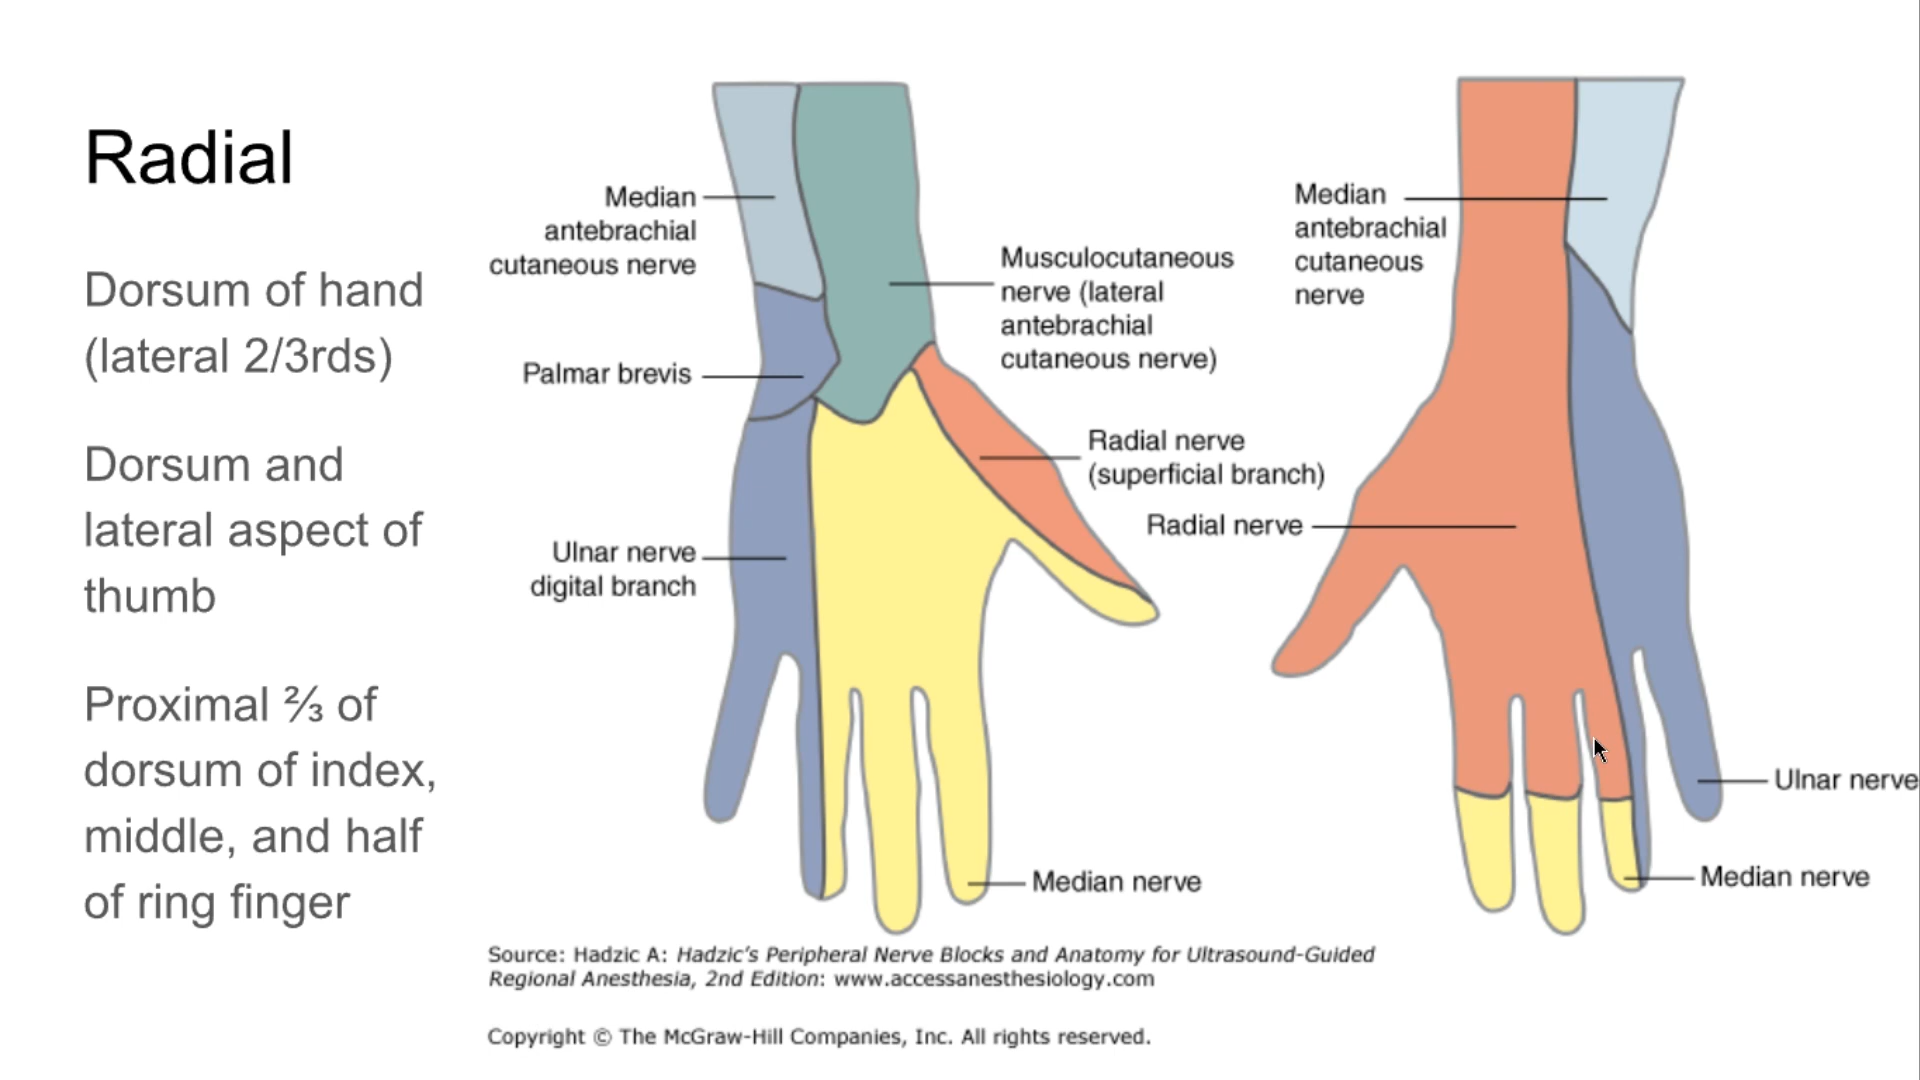 Radial
Dorsum of hand
(lateral 2/3rds)
Dorsum and
lateral aspect of
thumb
Proximal ⅔ of
dorsum of index,
middle, and half
of ring finger
Median
antebrachial
cutaneous nerve
Palmar brevis
Ulnar nerve
digital branch
Musculocutaneous
nerve (lateral
antebrachial
cutaneous nerve)
Radial nerve
(superficial branch)
Median nerve
Median
antebrachial
cutaneous
nerve
Radial nerve
Ulnar nerve
Median nerve
Source: Hadzic A: Hadzic’s Peripheral Nerve Blocks and Anatomy for Ultrasound-Guided
Regional Anesthesia, 2nd Edition: www.accessanesthesiology.com
Copyright © The McGraw-Hill Companies, Inc. All rights reserved.